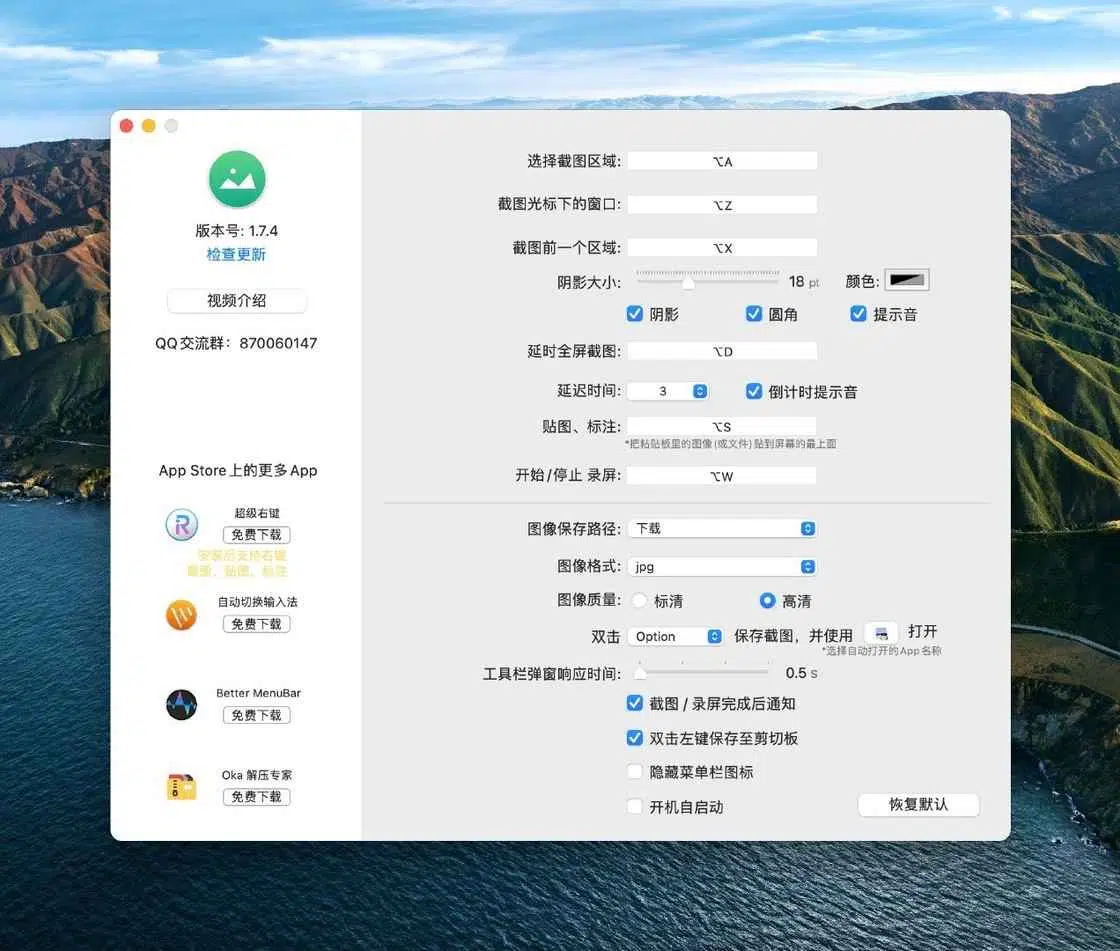 版本号: 1.7.4
检查更新
视频介绍
QQ交流群：870060147
App Store上的更多App
超级右键
免费下载
安装后支持右键
截图、贴图、标注
自动切换输入法
免费下载
Better MenuBar
免费下载
Oka 解压专家
免费下载
选择截图区域: ⌥A
截图光标下的窗口: ⌥Z
截图前一个区域: ⌥X
阴影大小: 18 pt 颜色:
阴影 圆角 提示音
延时全屏截图: ⌥D
延迟时间: 3 倒计时提示音
贴图、标注: ⌥S
*把粘贴板里的图像(或文件)贴到屏幕的最上面
开始/停止 录屏: ⌥W
图像保存路径: 下载
图像格式: jpg
图像质量: 标清 高清
双击 Option 保存截图，并使用 打开
*选择自动打开的App名称
工具栏弹窗响应时间: 0.5 s
截图 / 录屏完成后通知
双击左键保存至剪切板
隐藏菜单栏图标
开机自启动
恢复默认